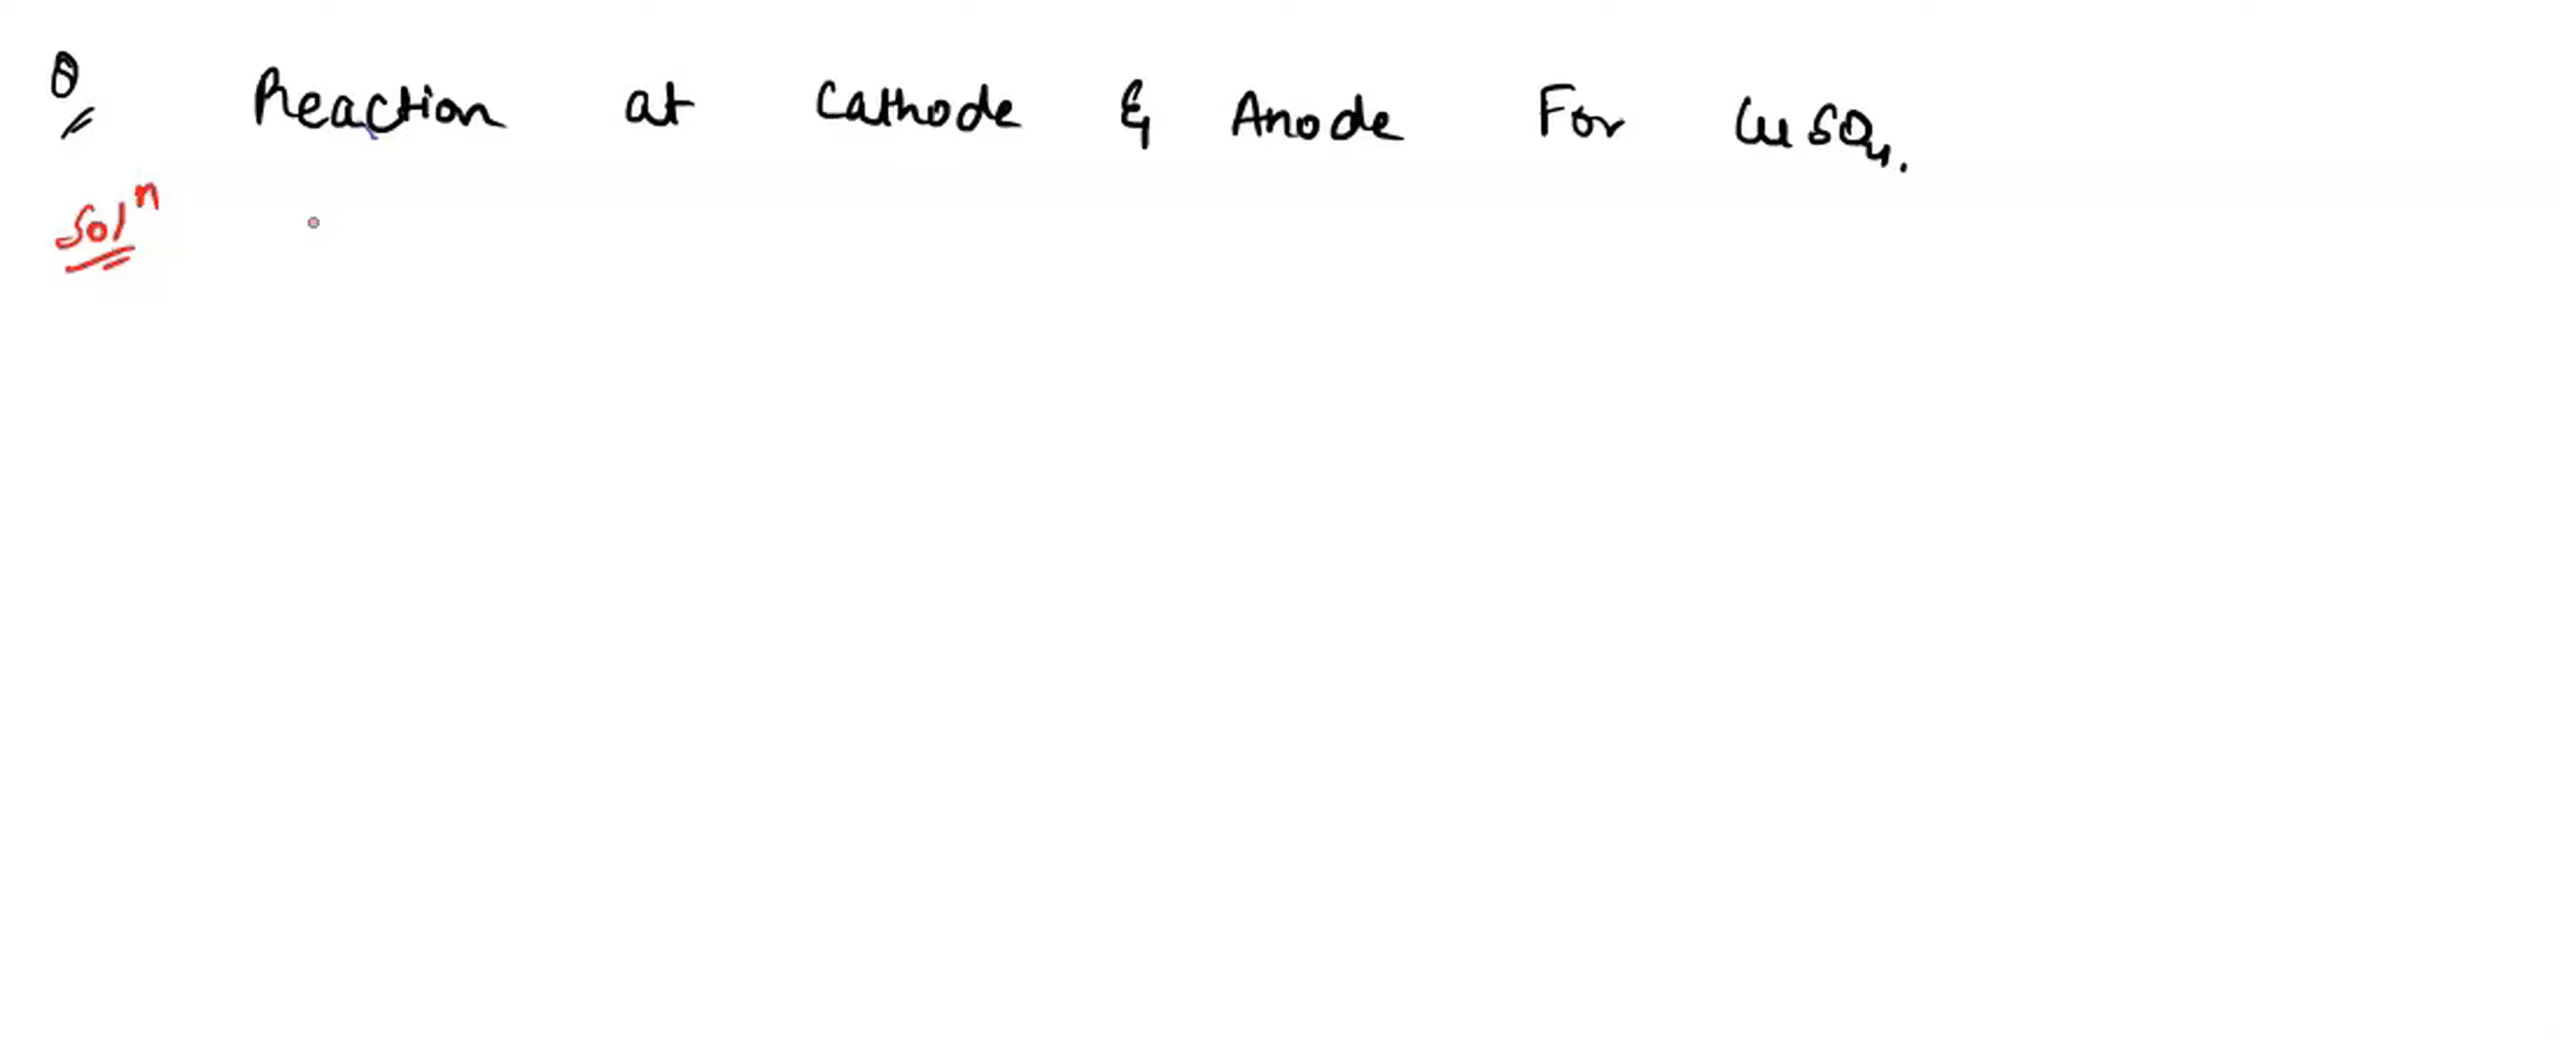 Q Reaction at Cathode & Anode For CuSO4.
Solⁿ